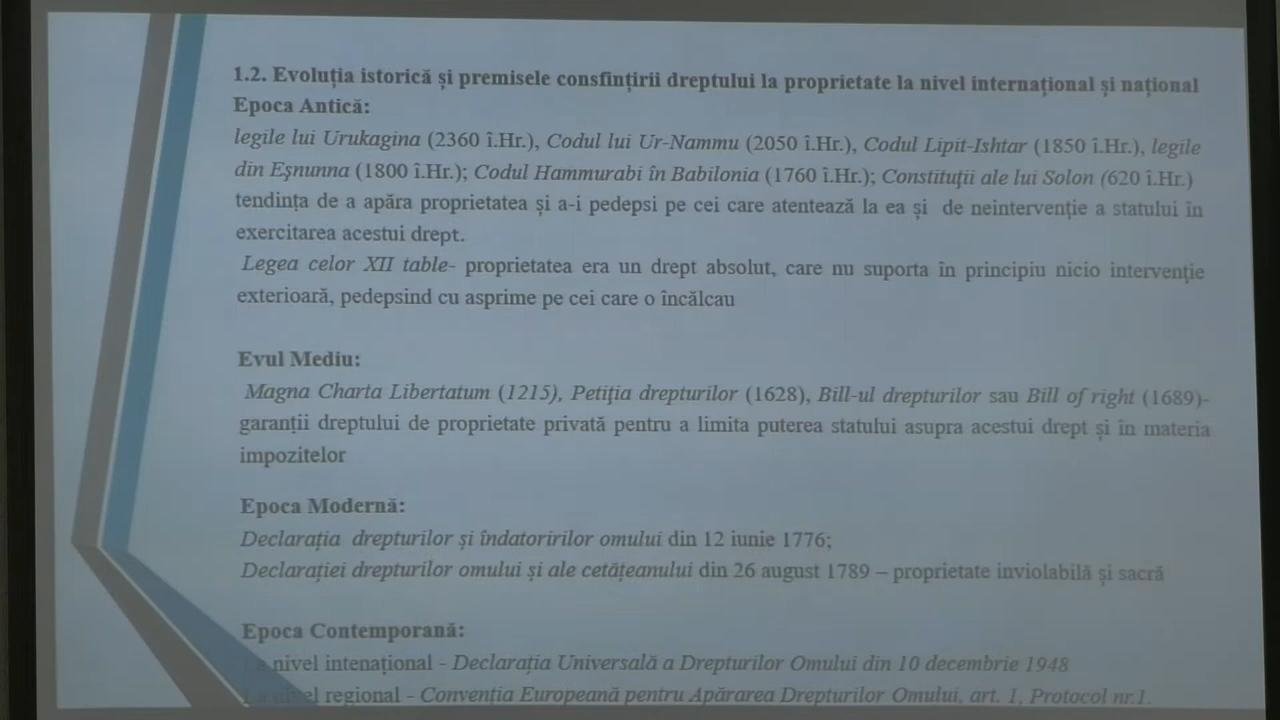 1.2. Evoluția istorică și premisele consfințirii dreptului la proprietate la nivel internațional și național
Epoca Antică:
legile lui Urukagina (2360 î.Hr.), Codul lui Ur-Nammu (2050 î.Hr.), Codul Lipit-Ishtar (1850 î.Hr.), legile
din Eşnunna (1800 î.Hr.); Codul Hammurabi în Babilonia (1760 î.Hr.); Constituţii ale lui Solon (620 î.Hr.)
tendința de a apăra proprietatea și a-i pedepsi pe cei care atentează la ea și de neintervenție a statului în
exercitarea acestui drept.
Legea celor XII table- proprietatea era un drept absolut, care nu suporta în principiu nicio intervenție
exterioară, pedepsind cu asprime pe cei care o încălcau
Evul Mediu:
Magna Charta Libertatum (1215), Petiţia drepturilor (1628), Bill-ul drepturilor sau Bill of right (1689)-
garanții dreptului de proprietate privată pentru a limita puterea statului asupra acestui drept și în materia
impozitelor
Epoca Modernă:
Declarația drepturilor și îndatoririlor omului din 12 iunie 1776;
Declarației drepturilor omului și ale cetățeanului din 26 august 1789 – proprietate inviolabilă și sacră
Epoca Contemporană:
La nivel intenațional - Declarația Universală a Drepturilor Omului din 10 decembrie 1948
La nivel regional - Convenția Europeană pentru Apărarea Drepturilor Omului, art. 1, Protocol nr.1.